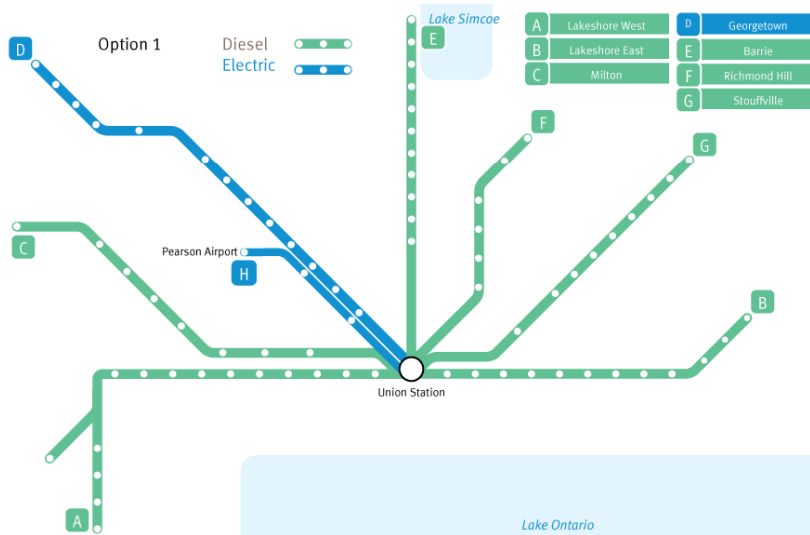 Lake Simcoe
A Lakeshore West
D Georgetown
Option 1
Diesel
Electric
B Lakeshore East
E Barrie
C Milton
F Richmond Hill
G Stouffville
D
E
F
G
C
Pearson Airport
H
B
Union Station
A
Lake Ontario